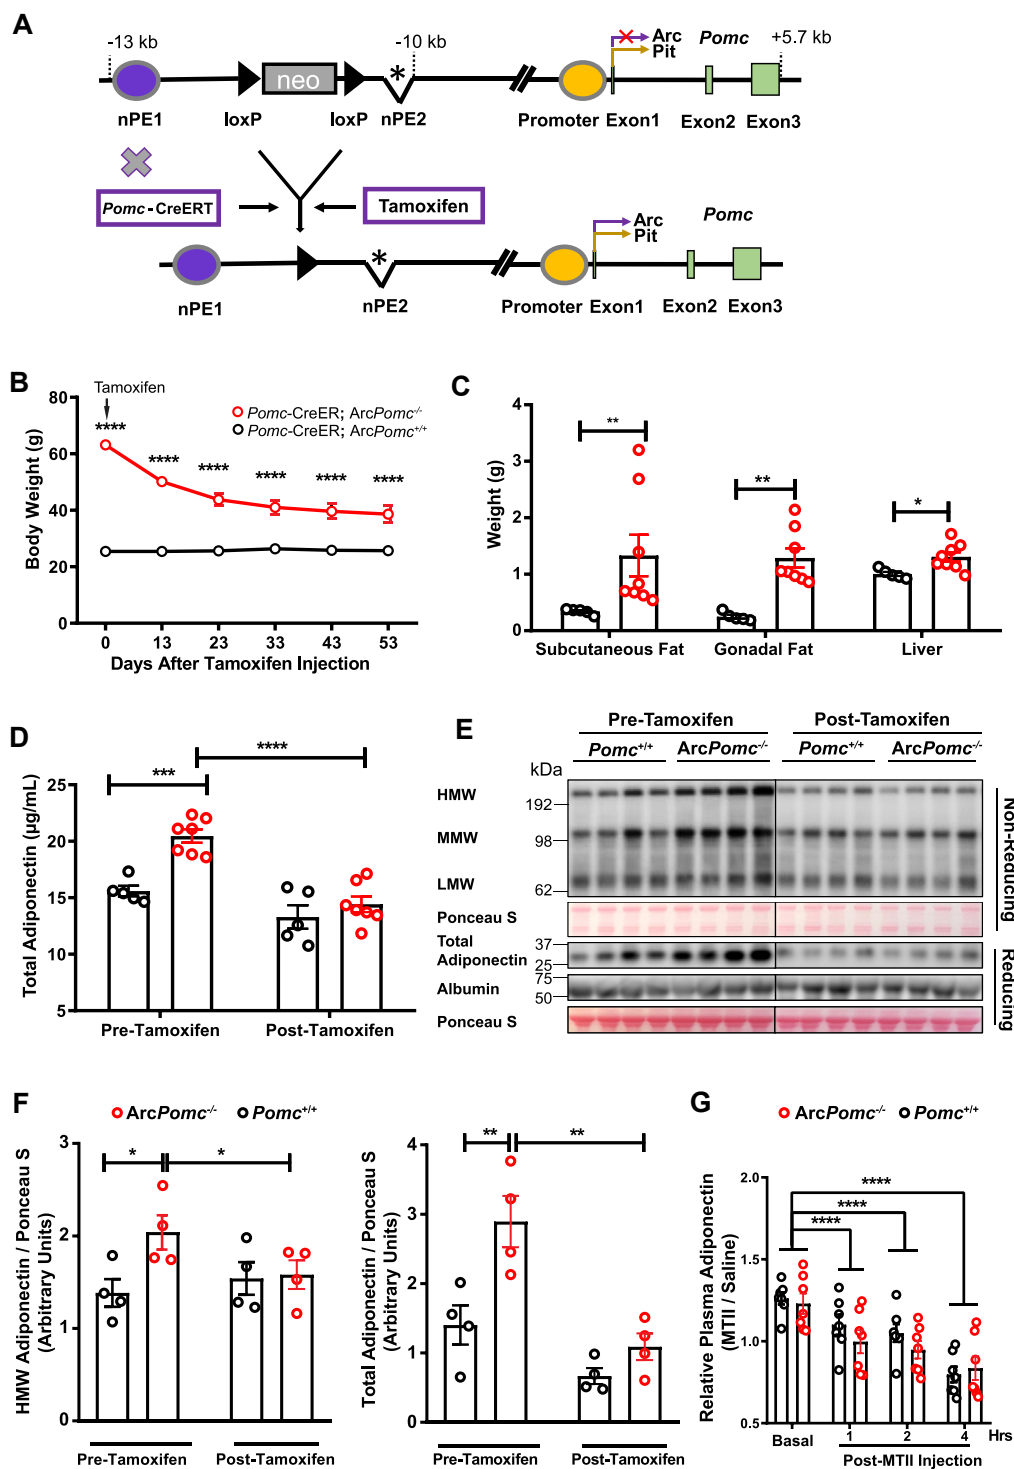 A
-13 kb
-10 kb
Arc
Pit
Pomc
+5.7 kb
*
neo
nPE1
loxP
loxP
nPE2
Promoter
Exon1
Exon2
Exon3
Pomc-CreERT
Tamoxifen
Arc
Pit
Pomc
*
nPE1
nPE2
Promoter
Exon1
Exon2
Exon3
B
Tamoxifen
Pomc-CreER; ArcPomc-/-
Pomc-CreER; ArcPomc+/+
**** **** **** **** **** ****
Body Weight (g)
80
60
40
20
0
0 13 23 33 43 53
Days After Tamoxifen Injection
C
Weight (g)
4
3
2
1
0
** ** *
Subcutaneous Fat Gonadal Fat Liver
D
Total Adiponectin (µg/mL)
25
20
15
10
5
*** ****
Pre-Tamoxifen Post-Tamoxifen
E
Pre-Tamoxifen Post-Tamoxifen
Pomc+/+ ArcPomc-/- Pomc+/+ ArcPomc-/-
kDa
HMW
192
MMW
98
LMW
62
Ponceau S
Non-Reducing
Total
Adiponectin
37
25
Albumin
75
50
Ponceau S
Reducing
F
ArcPomc-/- Pomc+/+
HMW Adiponectin / Ponceau S
(Arbitrary Units)
3
2
1
0
* *
Pre-Tamoxifen Post-Tamoxifen
Total Adiponectin / Ponceau S
(Arbitrary Units)
4
3
2
1
0
** **
Pre-Tamoxifen Post-Tamoxifen
G
ArcPomc-/- Pomc+/+
Relative Plasma Adiponectin
(MTII / Saline)
2.0
1.5
1.0
0.5
****
****
****
Basal 1 2 4 Hrs
Post-MTII Injection